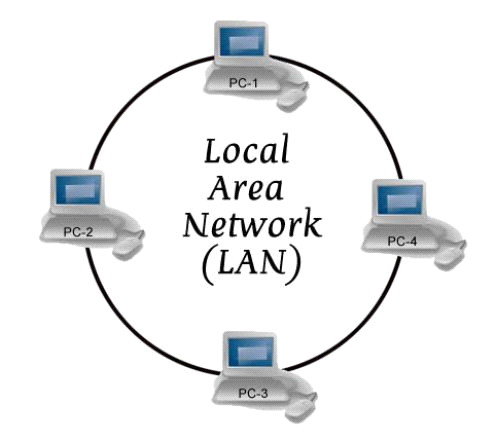 PC-1
Local
Area
Network
(LAN)
PC-2
PC-4
PC-3